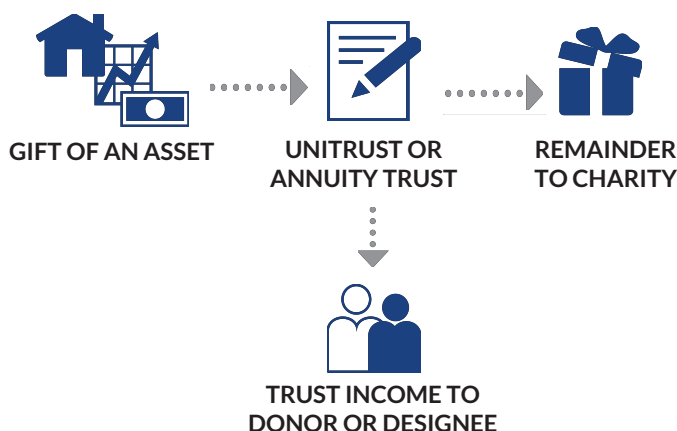 GIFT OF AN ASSET
UNITRUST OR
ANNUITY TRUST
REMAINDER
TO CHARITY
TRUST INCOME TO
DONOR OR DESIGNEE